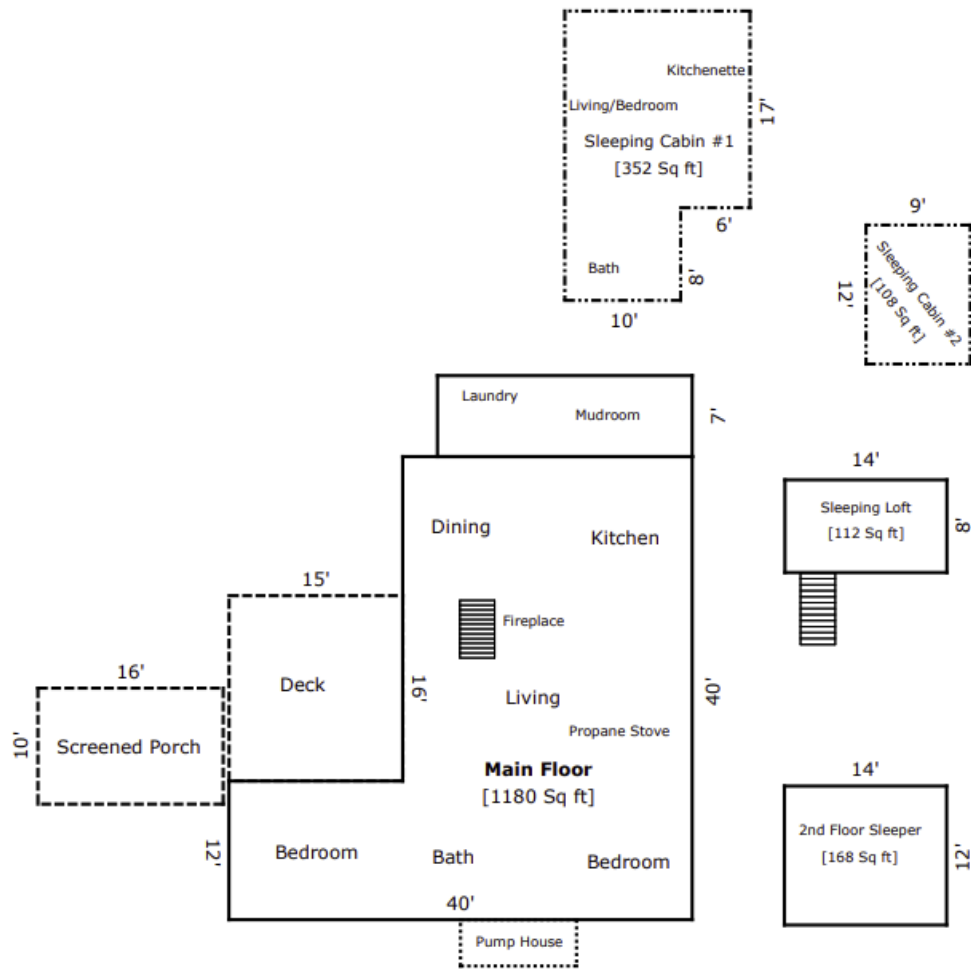 Kitchenette
Living/Bedroom
17'
Sleeping Cabin #1
[352 Sq ft]
6'
Bath
8'
10'
9'
12'
Sleeping Cabin #2
[108 Sq ft]
Laundry
Mudroom
7'
14'
Sleeping Loft
[112 Sq ft]
8'
Dining
Kitchen
15'
Fireplace
Deck
16'
16'
Living
40'
10'
Screened Porch
Propane Stove
Main Floor
[1180 Sq ft]
14'
2nd Floor Sleeper
[168 Sq ft]
12'
12'
Bedroom
Bath
Bedroom
40'
Pump House